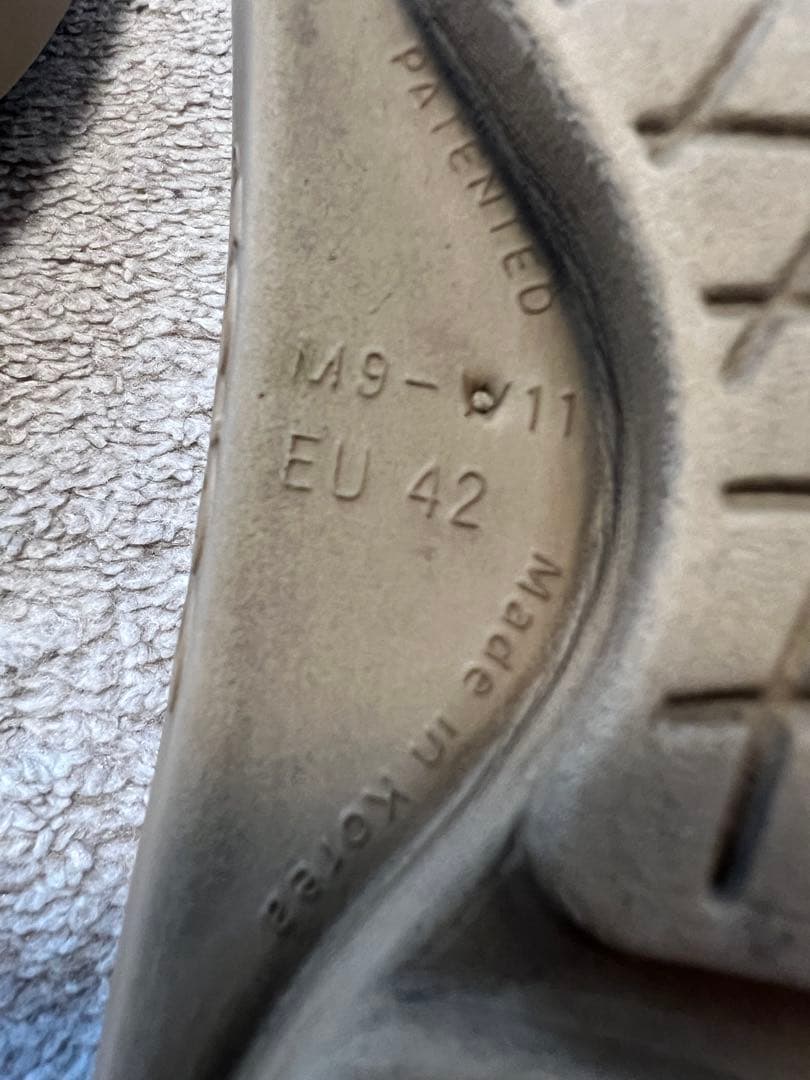 PATENTED
M9-W11
EU 42
Made in Korea